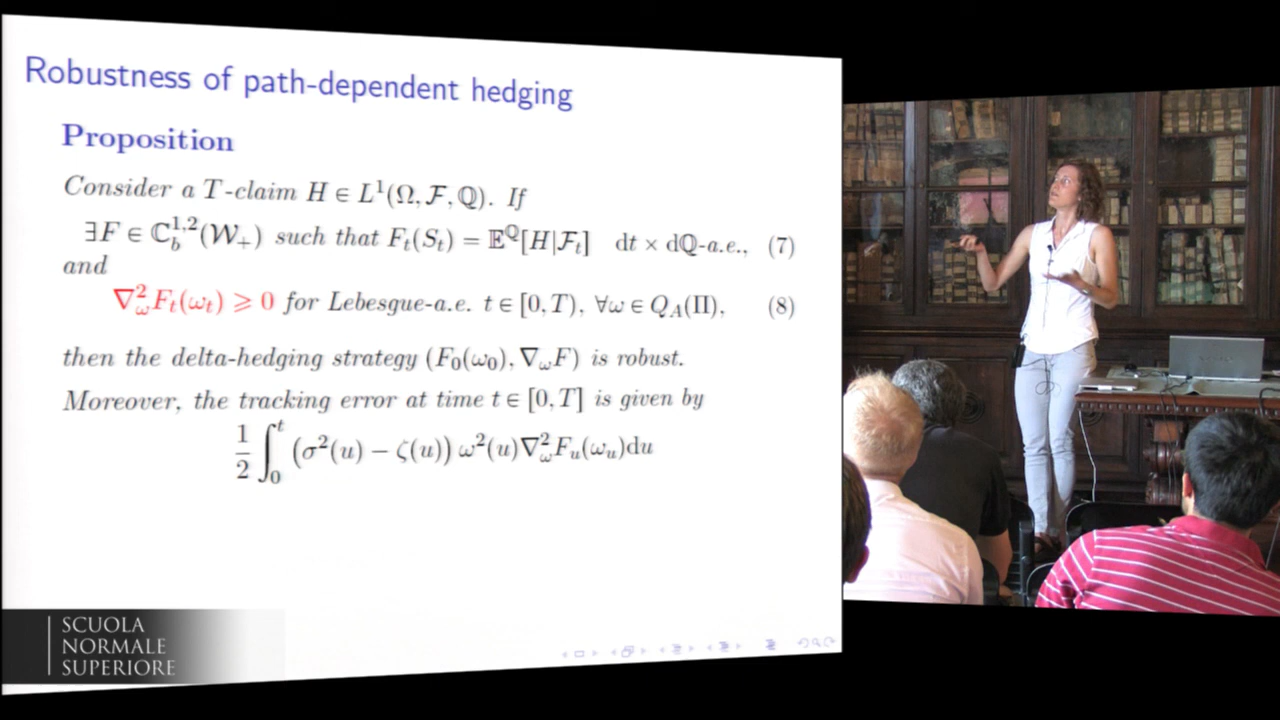 Robustness of path-dependent hedging
Proposition
Consider a T-claim H ∈ L¹(Ω, ℱ, ℚ). If
∃F ∈ ℂ_b^{1,2}(𝒲₊) such that F_t(S_t) = 𝔼^ℚ[H|ℱ_t] dt × dℚ-a.e., (7)
and
∇²_ω F_t(ω_t) ⩾ 0 for Lebesgue-a.e. t ∈ [0, T), ∀ω ∈ Q_A(Π), (8)
then the delta-hedging strategy (F₀(ω₀), ∇_ω F) is robust.
Moreover, the tracking error at time t ∈ [0, T] is given by
1/2 ∫₀^t (σ²(u) − ζ(u)) ω²(u)∇²_ω F_u(ω_u)du
SCUOLA
NORMALE
SUPERIORE